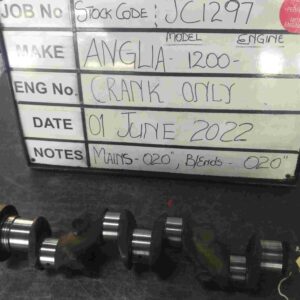 JOB No STOCK CODE: JC1297
MODEL ENGINE
MAKE ANGLIA - 1200 -
ENG No. CRANK ONLY
DATE 01 JUNE 2022
NOTES MAINS - 020", B/ends - 020"